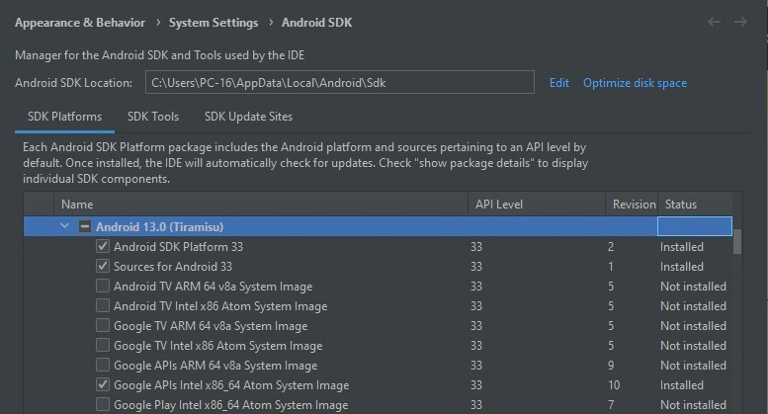 Appearance & Behavior › System Settings › Android SDK
Manager for the Android SDK and Tools used by the IDE
Android SDK Location: C:\Users\PC-16\AppData\Local\Android\Sdk Edit Optimize disk space
SDK Platforms SDK Tools SDK Update Sites
Each Android SDK Platform package includes the Android platform and sources pertaining to an API level by
default. Once installed, the IDE will automatically check for updates. Check "show package details" to display
individual SDK components.
Name API Level Revision Status
Android 13.0 (Tiramisu)
Android SDK Platform 33 33 2 Installed
Sources for Android 33 33 1 Installed
Android TV ARM 64 v8a System Image 33 5 Not installed
Android TV Intel x86 Atom System Image 33 5 Not installed
Google TV ARM 64 v8a System Image 33 5 Not installed
Google TV Intel x86 Atom System Image 33 5 Not installed
Google APIs ARM 64 v8a System Image 33 9 Not installed
Google APIs Intel x86_64 Atom System Image 33 10 Installed
Google Play Intel x86_64 Atom System Image 33 7 Not installed